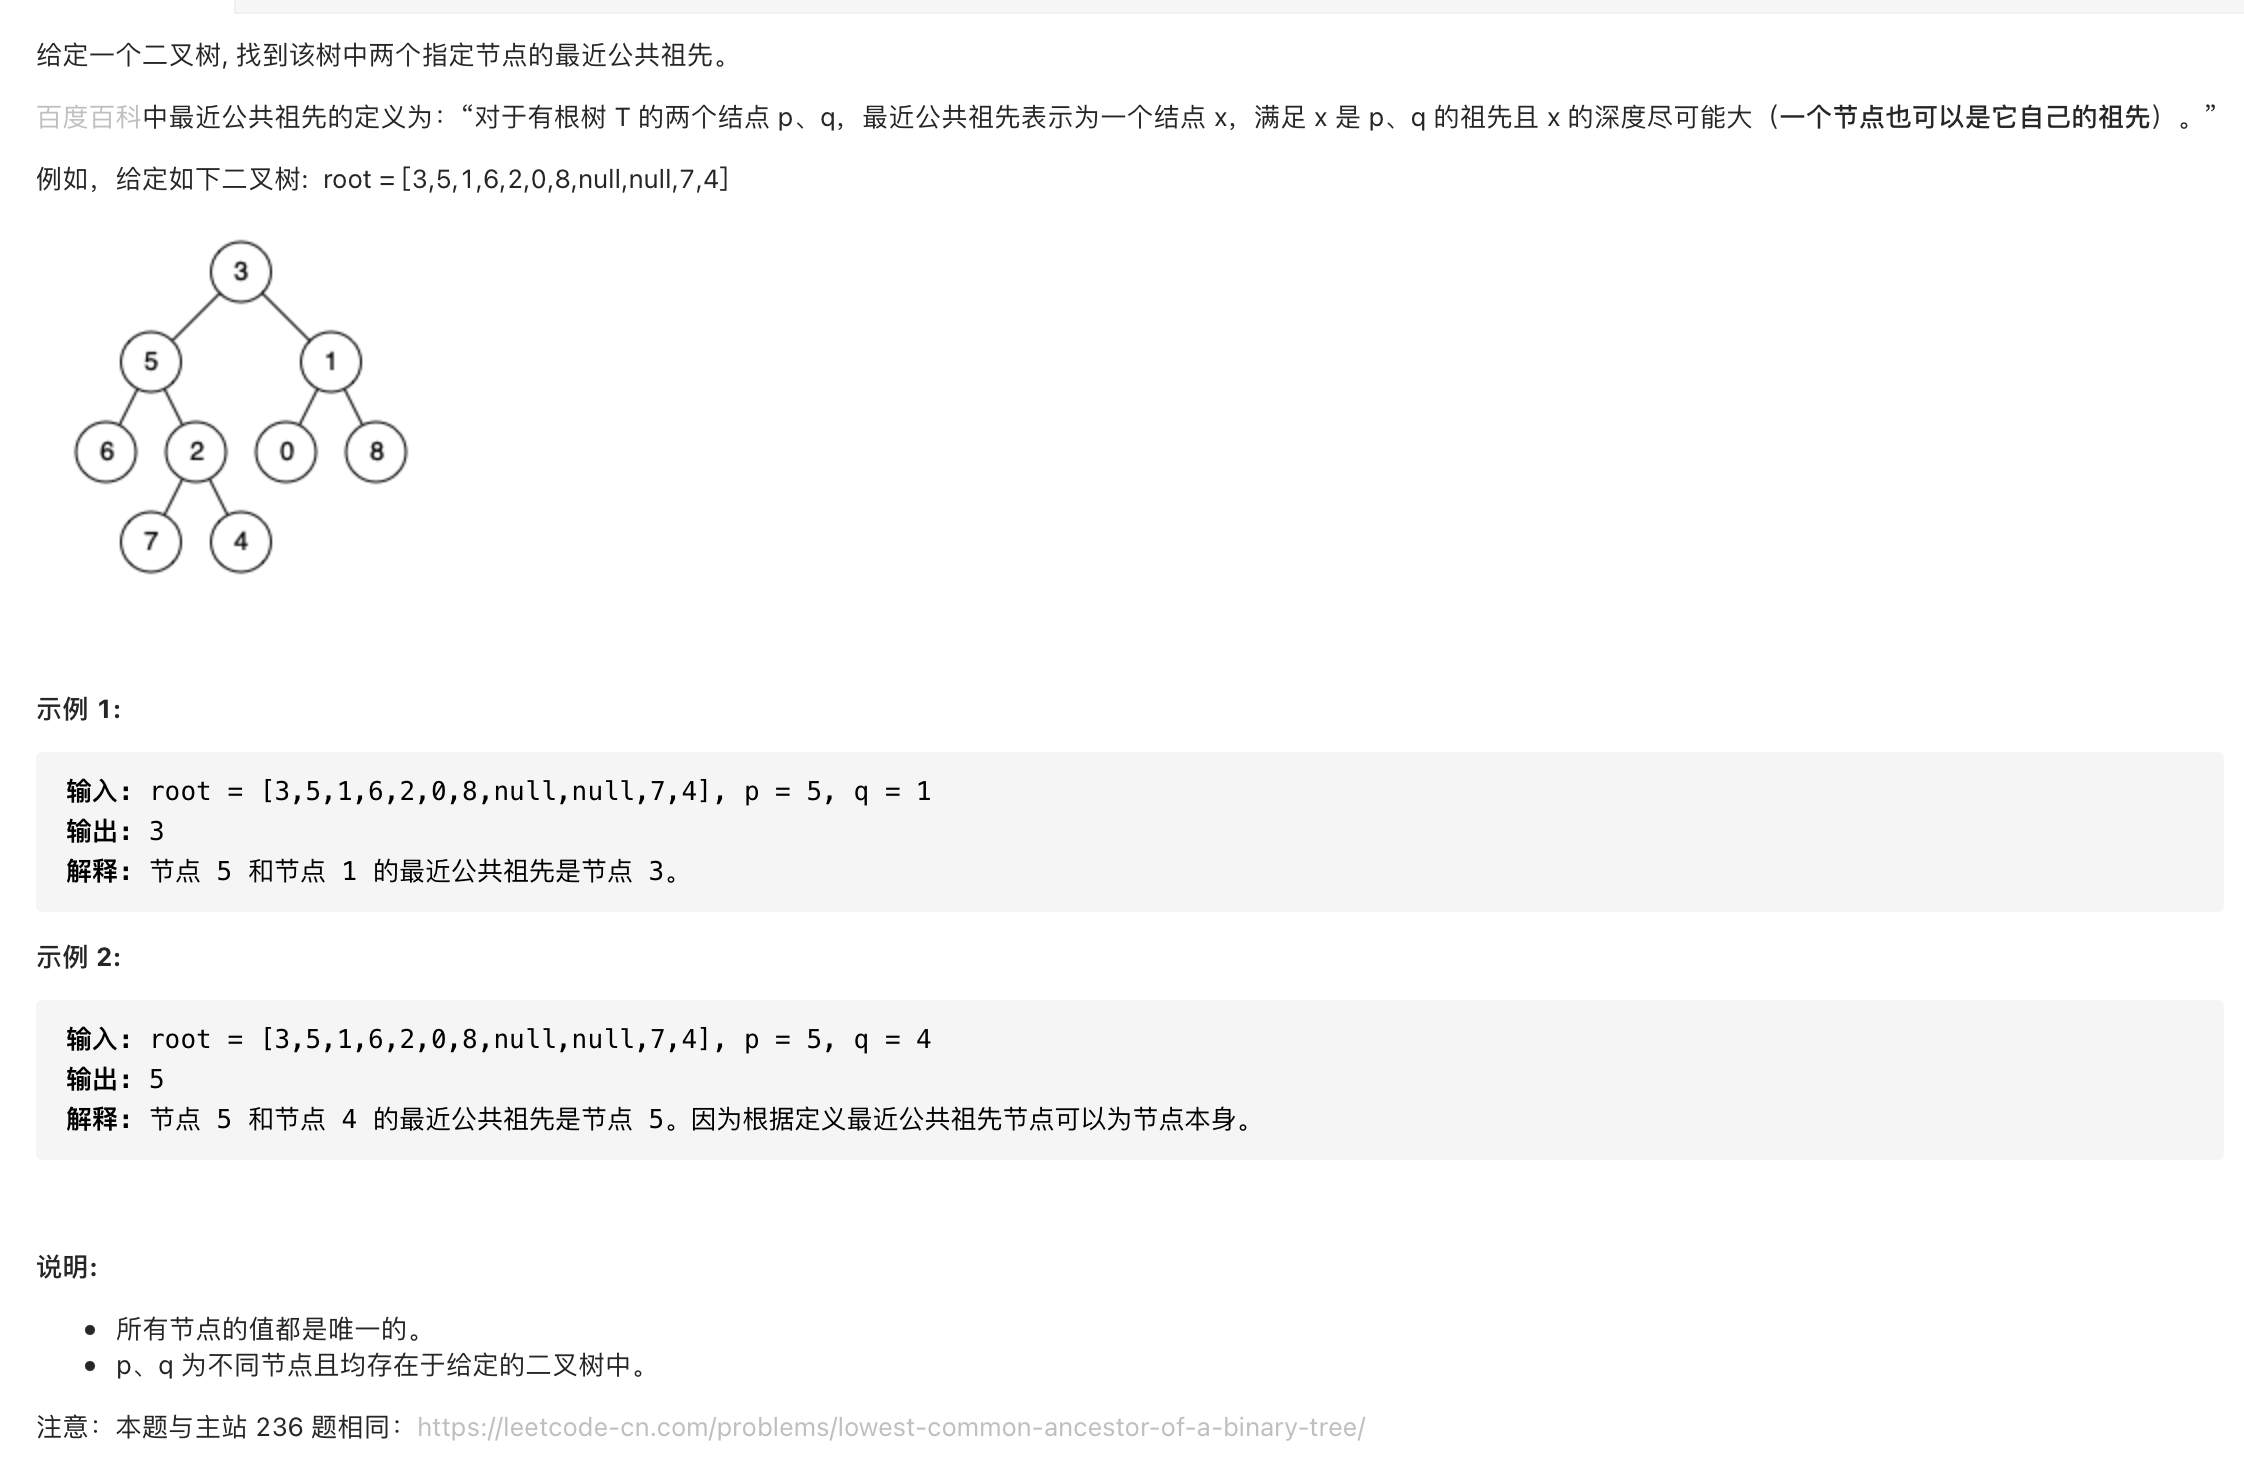 给定一个二叉树, 找到该树中两个指定节点的最近公共祖先。
百度百科中最近公共祖先的定义为：“对于有根树 T 的两个结点 p、q，最近公共祖先表示为一个结点 x，满足 x 是 p、q 的祖先且 x 的深度尽可能大（一个节点也可以是它自己的祖先）。”
例如，给定如下二叉树:  root = [3,5,1,6,2,0,8,null,null,7,4]
3
5 1
6 2 0 8
7 4
示例 1:
输入: root = [3,5,1,6,2,0,8,null,null,7,4], p = 5, q = 1
输出: 3
解释: 节点 5 和节点 1 的最近公共祖先是节点 3。
示例 2:
输入: root = [3,5,1,6,2,0,8,null,null,7,4], p = 5, q = 4
输出: 5
解释: 节点 5 和节点 4 的最近公共祖先是节点 5。因为根据定义最近公共祖先节点可以为节点本身。
说明:
• 所有节点的值都是唯一的。
• p、q 为不同节点且均存在于给定的二叉树中。
注意：本题与主站 236 题相同：https://leetcode-cn.com/problems/lowest-common-ancestor-of-a-binary-tree/